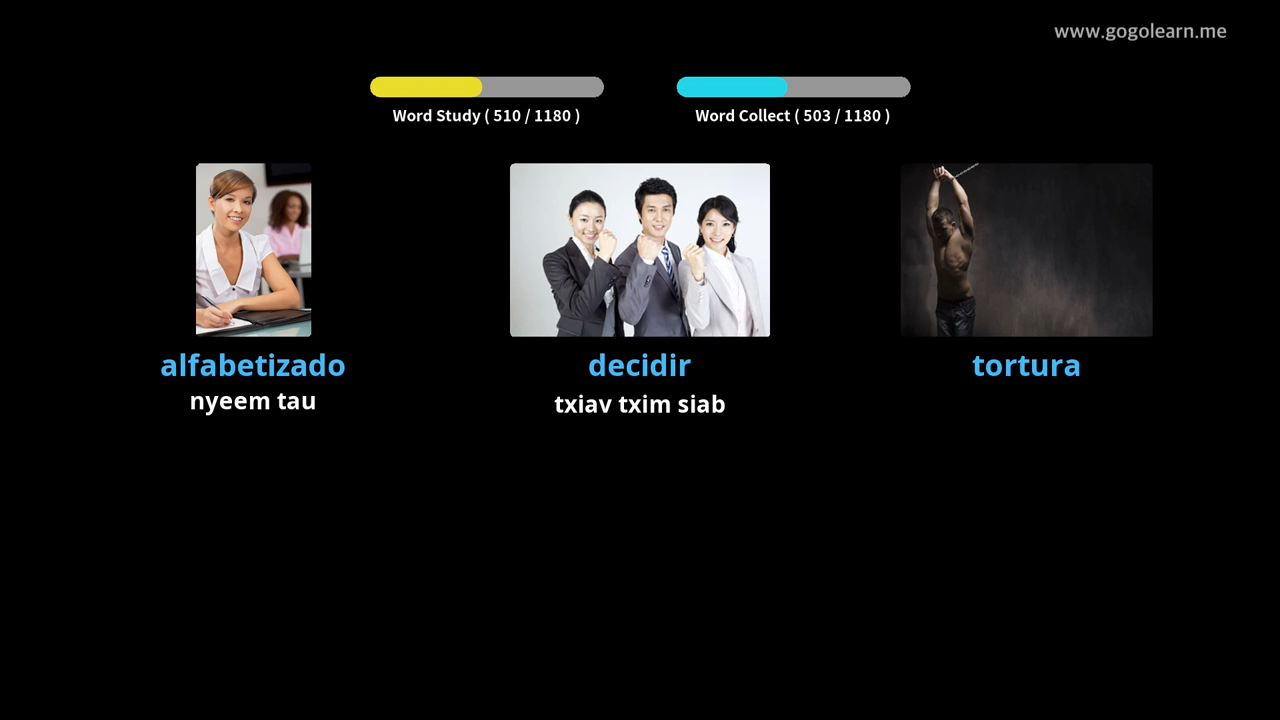 www.gogolearn.me
Word Study ( 510 / 1180 )
Word Collect ( 503 / 1180 )
alfabetizado
nyeem tau
decidir
txiav txim siab
tortura